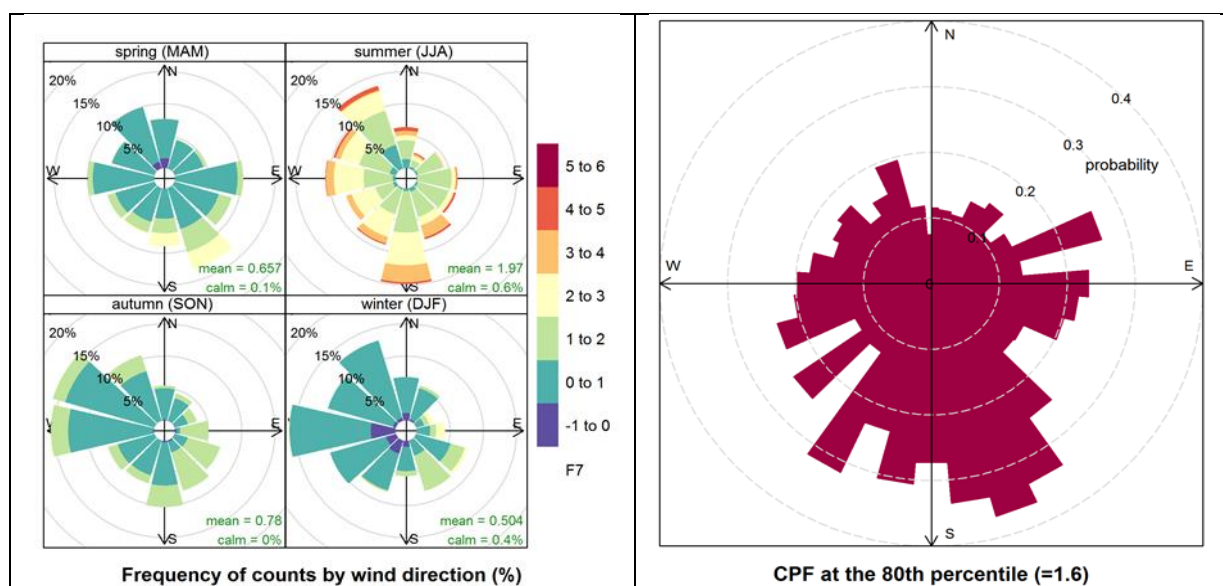 spring (MAM)
summer (JJA)
20%
15%
10%
5%
N
W
E
S
mean = 0.657
calm = 0.1%
20%
15%
10%
5%
N
W
E
S
mean = 1.97
calm = 0.6%
autumn (SON)
winter (DJF)
20%
15%
10%
5%
N
W
E
S
mean = 0.78
calm = 0%
20%
15%
10%
5%
N
W
E
S
mean = 0.504
calm = 0.4%
5 to 6
4 to 5
3 to 4
2 to 3
1 to 2
0 to 1
-1 to 0
F7
Frequency of counts by wind direction (%)
N
0.4
0.3
probability
0.2
0.1
W
E
0
S
CPF at the 80th percentile (=1.6)